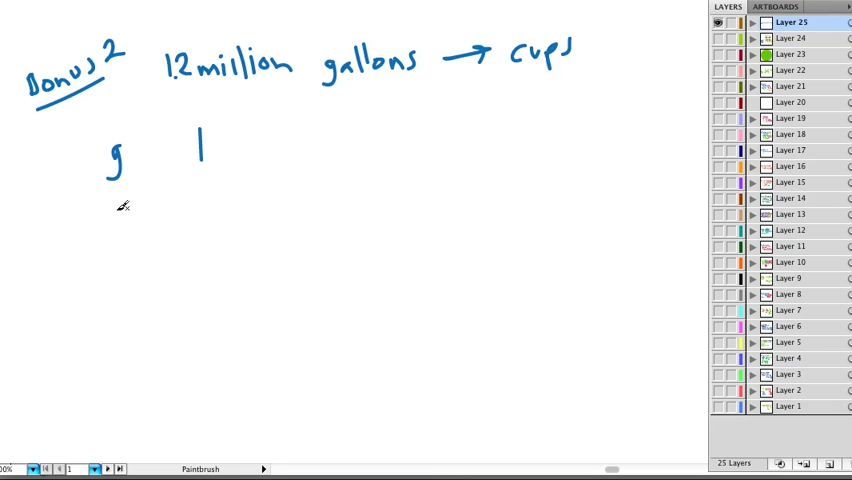 LAYERS ARTBOARDS
Bonus² 1.2 million gallons → cups
g 1
Layer 25
Layer 24
Layer 23
Layer 22
Layer 21
Layer 20
Layer 19
Layer 18
Layer 17
Layer 16
Layer 15
Layer 14
Layer 13
Layer 12
Layer 11
Layer 10
Layer 9
Layer 8
Layer 7
Layer 6
Layer 5
Layer 4
Layer 3
Layer 2
Layer 1
25 Layers
00% 1 Paintbrush